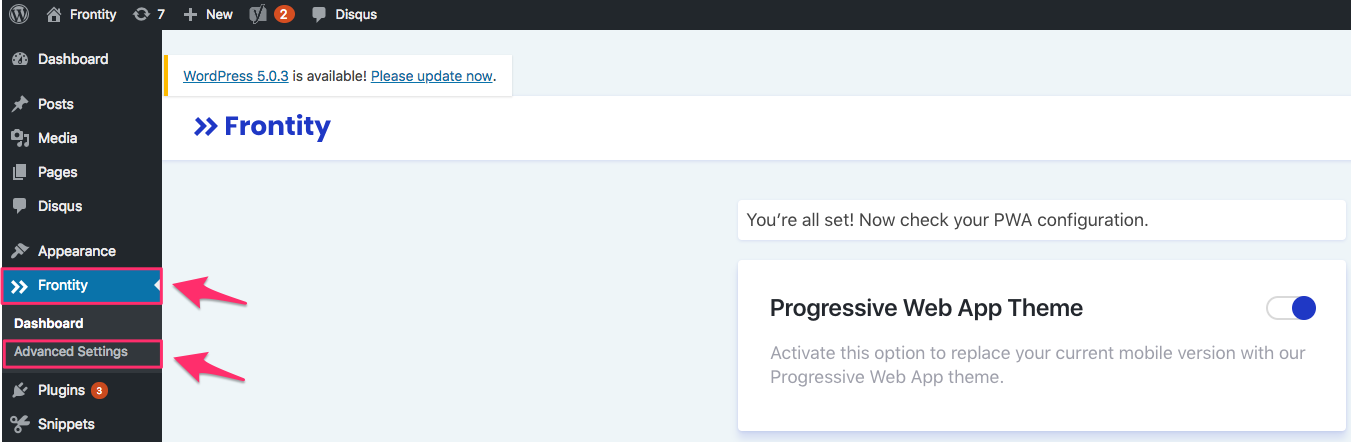 Frontity 7 New 2 Disqus
Dashboard
Posts
Media
Pages
Disqus
Appearance
Frontity
Dashboard
Advanced Settings
Plugins 3
Snippets
WordPress 5.0.3 is available! Please update now.
Frontity
You're all set! Now check your PWA configuration.
Progressive Web App Theme
Activate this option to replace your current mobile version with our
Progressive Web App theme.